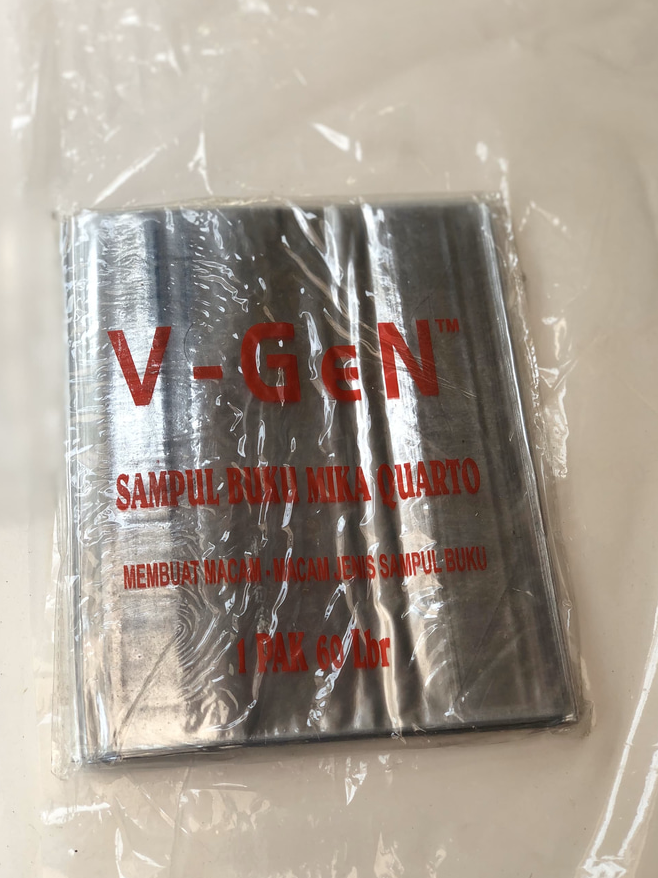 V-GeN™
SAMPUL BUKU MIKA QUARTO
MEMBUAT MACAM - MACAM JENIS SAMPUL BUKU
1 PAK 60 Lbr